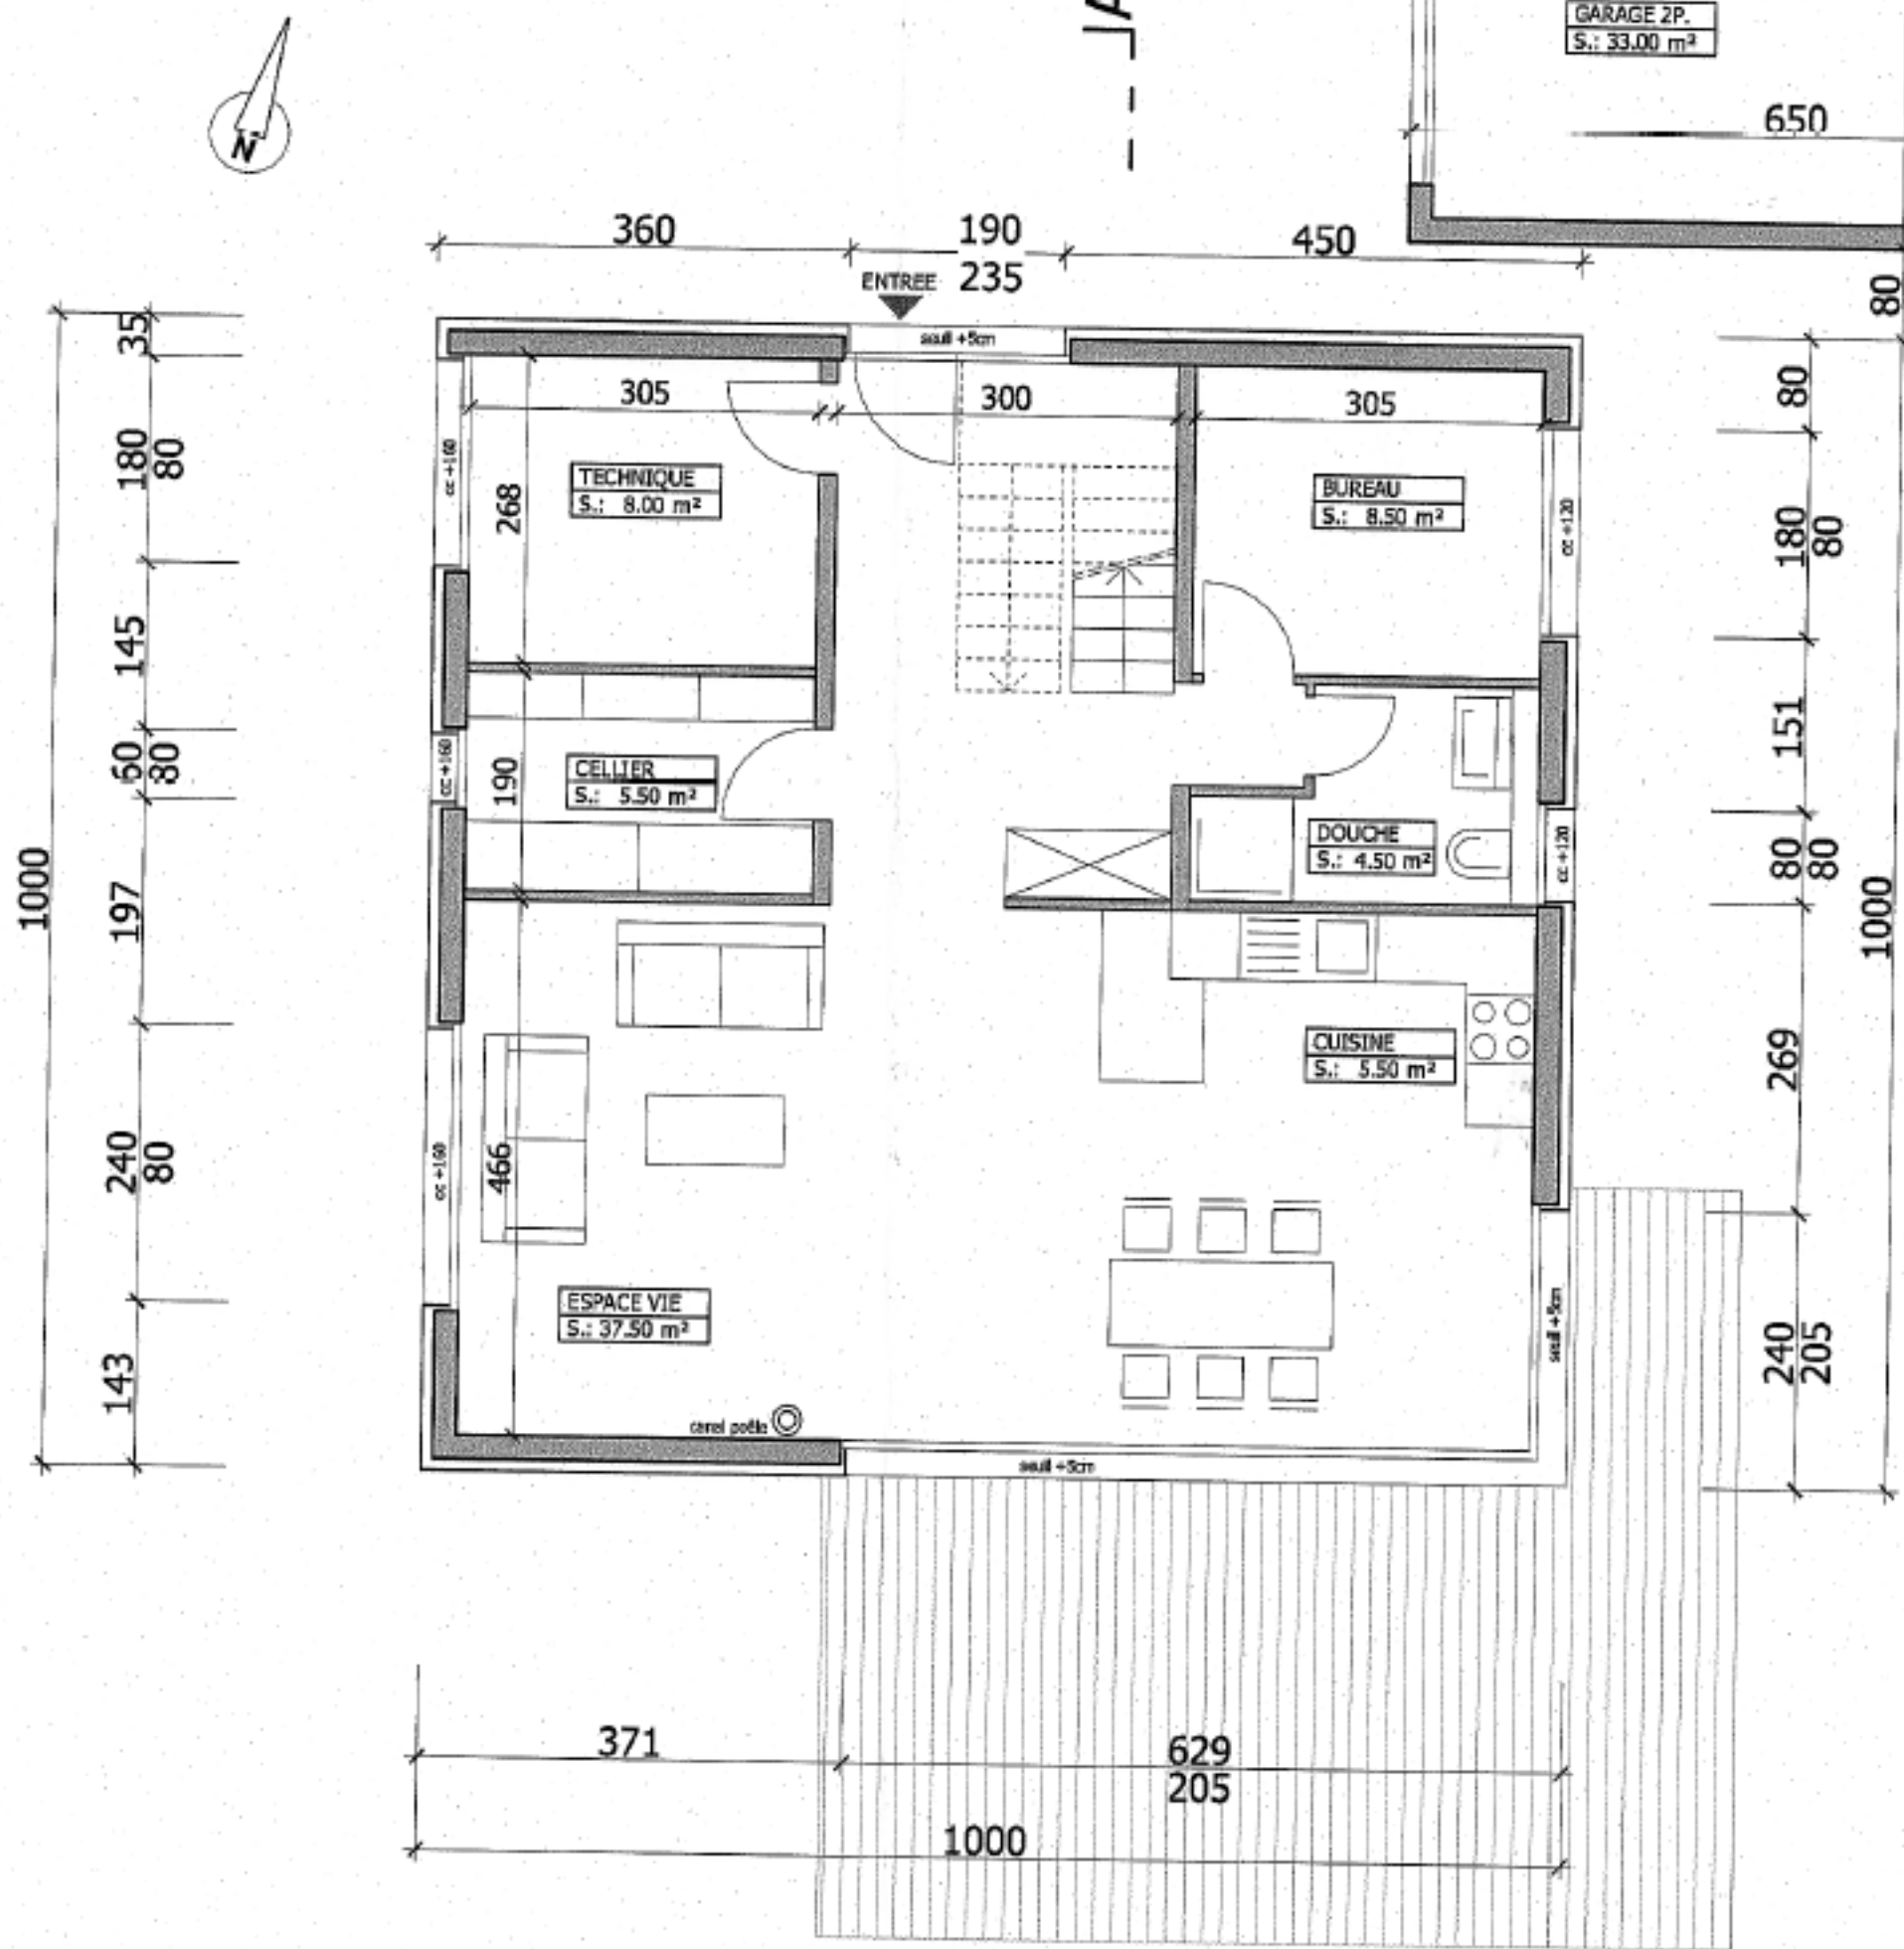 GARAGE 2P.
S.: 33.00 m²
650
N
360
190
235
450
ENTREE
80
seuil +5cm
35
305
300
305
80
180
80
cc +160
268
TECHNIQUE
S.: 8.00 m²
BUREAU
S.: 8.50 m²
cc +120
180
80
145
151
60
80
cc +160
190
CELLIER
S.: 5.50 m²
DOUCHE
S.: 4.50 m²
cc +120
80
80
1000
197
1000
CUISINE
S.: 5.50 m²
269
240
80
cc +160
466
ESPACE VIE
S.: 37.50 m²
seuil +5cm
240
205
143
canal poêle
seuil +5cm
371
629
205
1000